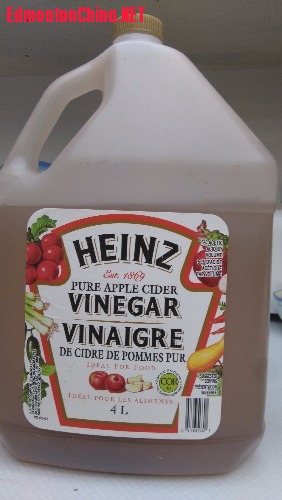 EdmontonChina.NET
HEINZ
Est. 1869
PURE APPLE CIDER
VINEGAR
VINAIGRE
DE CIDRE DE POMMES PUR
IDEAL FOR FOOD
COR
IDÉAL POUR LES ALIMENTS
4 L